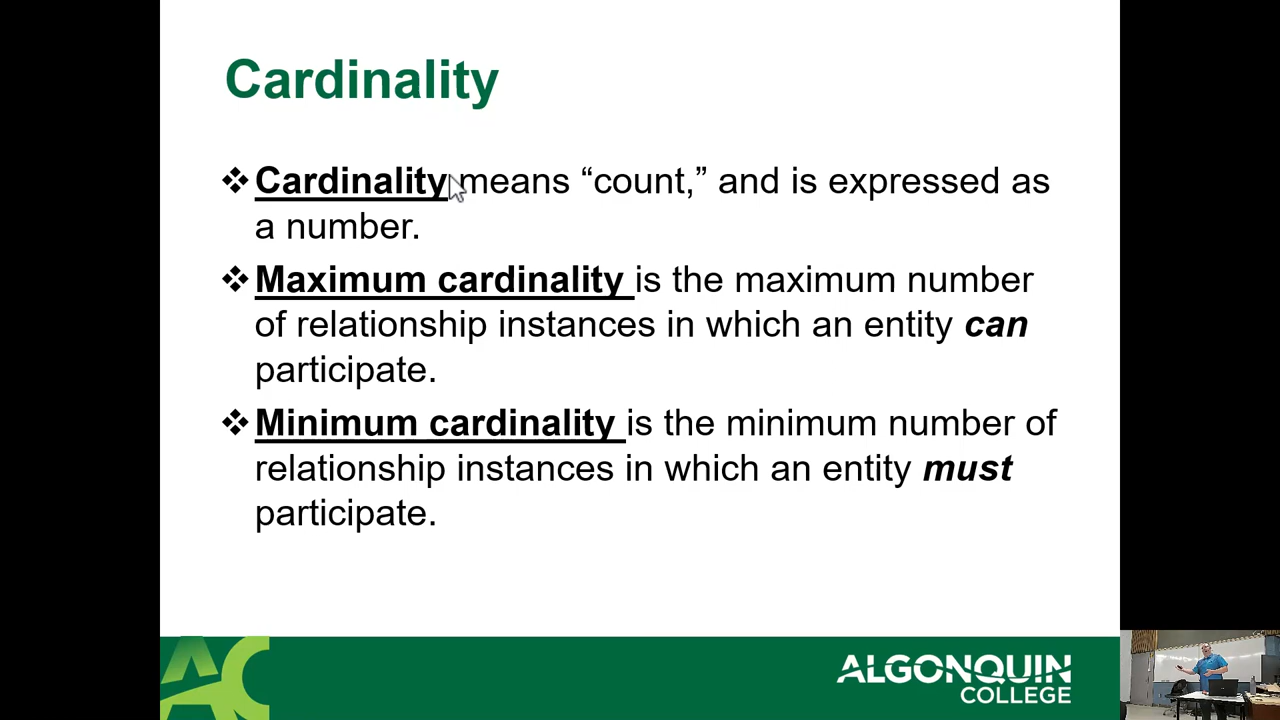 Cardinality
❖ Cardinality means “count,” and is expressed as
a number.
❖ Maximum cardinality is the maximum number
of relationship instances in which an entity can
participate.
❖ Minimum cardinality is the minimum number of
relationship instances in which an entity must
participate.
AC
ALGONQUIN
COLLEGE